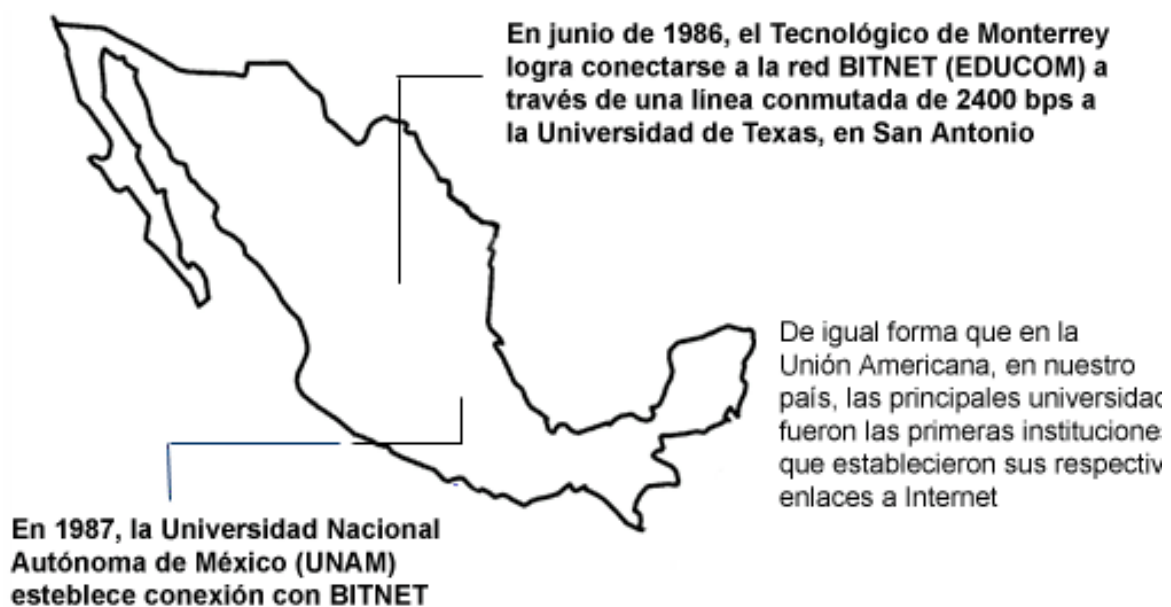 En junio de 1986, el Tecnológico de Monterrey
logra conectarse a la red BITNET (EDUCOM) a
través de una línea conmutada de 2400 bps a
la Universidad de Texas, en San Antonio
De igual forma que en la
Unión Americana, en nuestro
país, las principales universidad
fueron las primeras institucione
que establecieron sus respectiv
enlaces a Internet
En 1987, la Universidad Nacional
Autónoma de México (UNAM)
esteblece conexión con BITNET